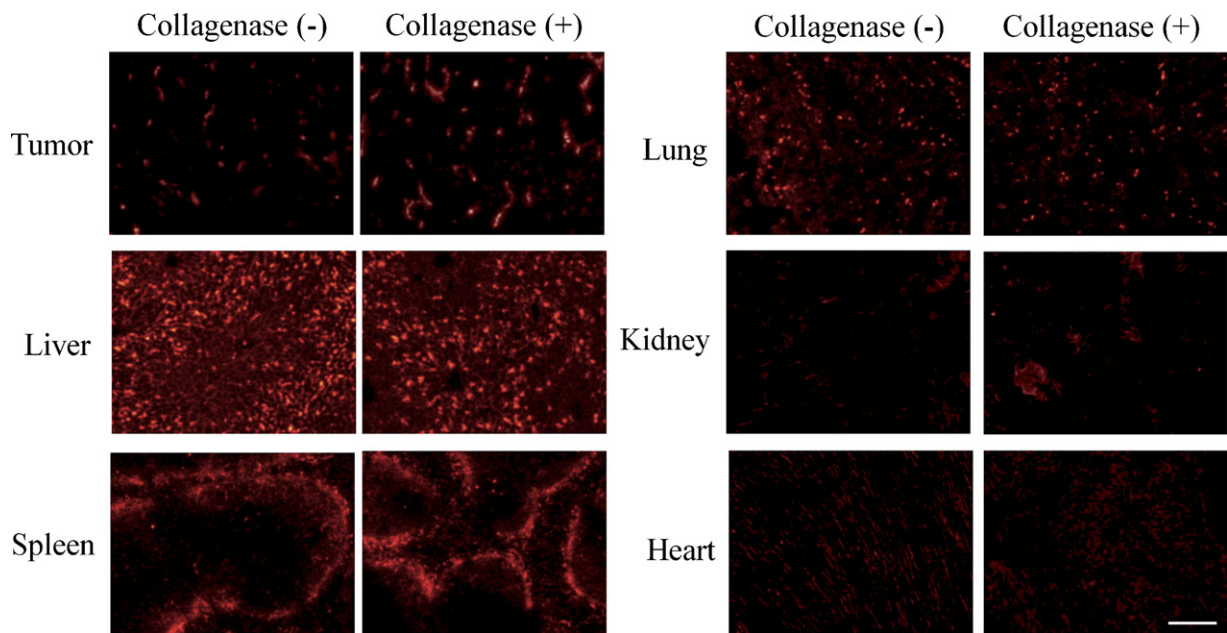 Collagenase (-) Collagenase (+) Collagenase (-) Collagenase (+)
Tumor Lung
Liver Kidney
Spleen Heart